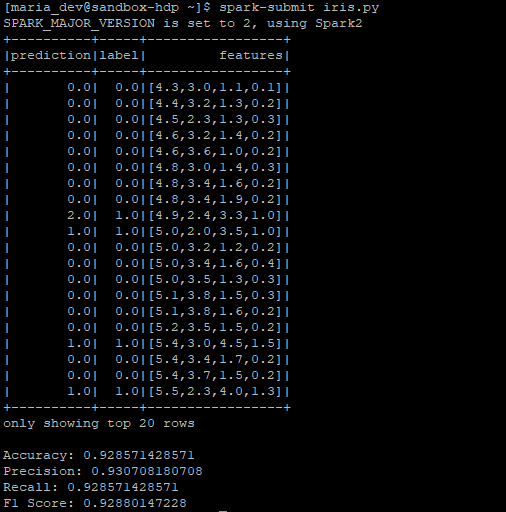 [maria_dev@sandbox-hdp ~]$ spark-submit iris.py
SPARK_MAJOR_VERSION is set to 2, using Spark2
+----------+-----+-----------------+
|prediction|label|         features|
+----------+-----+-----------------+
|       0.0|  0.0|[4.3,3.0,1.1,0.1]|
|       0.0|  0.0|[4.4,3.2,1.3,0.2]|
|       0.0|  0.0|[4.5,2.3,1.3,0.3]|
|       0.0|  0.0|[4.6,3.2,1.4,0.2]|
|       0.0|  0.0|[4.6,3.6,1.0,0.2]|
|       0.0|  0.0|[4.8,3.0,1.4,0.3]|
|       0.0|  0.0|[4.8,3.4,1.6,0.2]|
|       0.0|  0.0|[4.8,3.4,1.9,0.2]|
|       2.0|  1.0|[4.9,2.4,3.3,1.0]|
|       1.0|  1.0|[5.0,2.0,3.5,1.0]|
|       0.0|  0.0|[5.0,3.2,1.2,0.2]|
|       0.0|  0.0|[5.0,3.4,1.6,0.4]|
|       0.0|  0.0|[5.0,3.5,1.3,0.3]|
|       0.0|  0.0|[5.1,3.8,1.5,0.3]|
|       0.0|  0.0|[5.1,3.8,1.6,0.2]|
|       0.0|  0.0|[5.2,3.5,1.5,0.2]|
|       1.0|  1.0|[5.4,3.0,4.5,1.5]|
|       0.0|  0.0|[5.4,3.4,1.7,0.2]|
|       0.0|  0.0|[5.4,3.7,1.5,0.2]|
|       1.0|  1.0|[5.5,2.3,4.0,1.3]|
+----------+-----+-----------------+
only showing top 20 rows

Accuracy: 0.928571428571
Precision: 0.930708180708
Recall: 0.928571428571
F1 Score: 0.92880147228